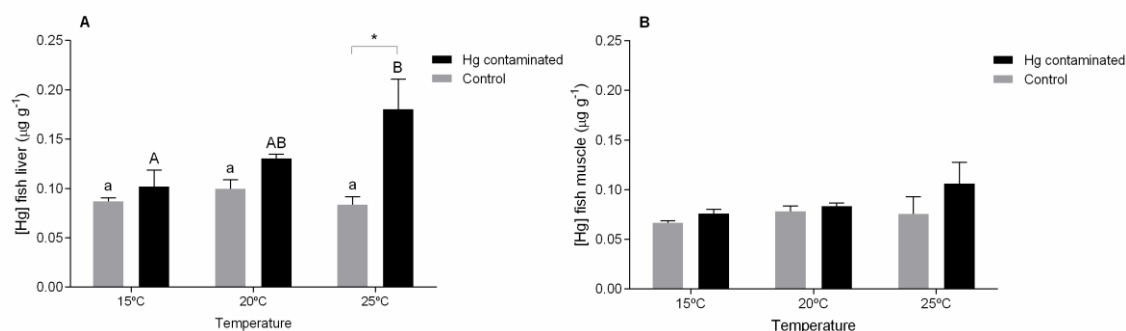 A
0.25
0.20
0.15
0.10
0.05
0.00
[Hg] fish liver (µg g⁻¹)
a
A
a
AB
a
*
B
Hg contaminated
Control
15ºC
20ºC
25ºC
Temperature
B
0.25
0.20
0.15
0.10
0.05
0.00
[Hg] fish muscle (µg g⁻¹)
Hg contaminated
Control
15ºC
20ºC
25ºC
Temperature